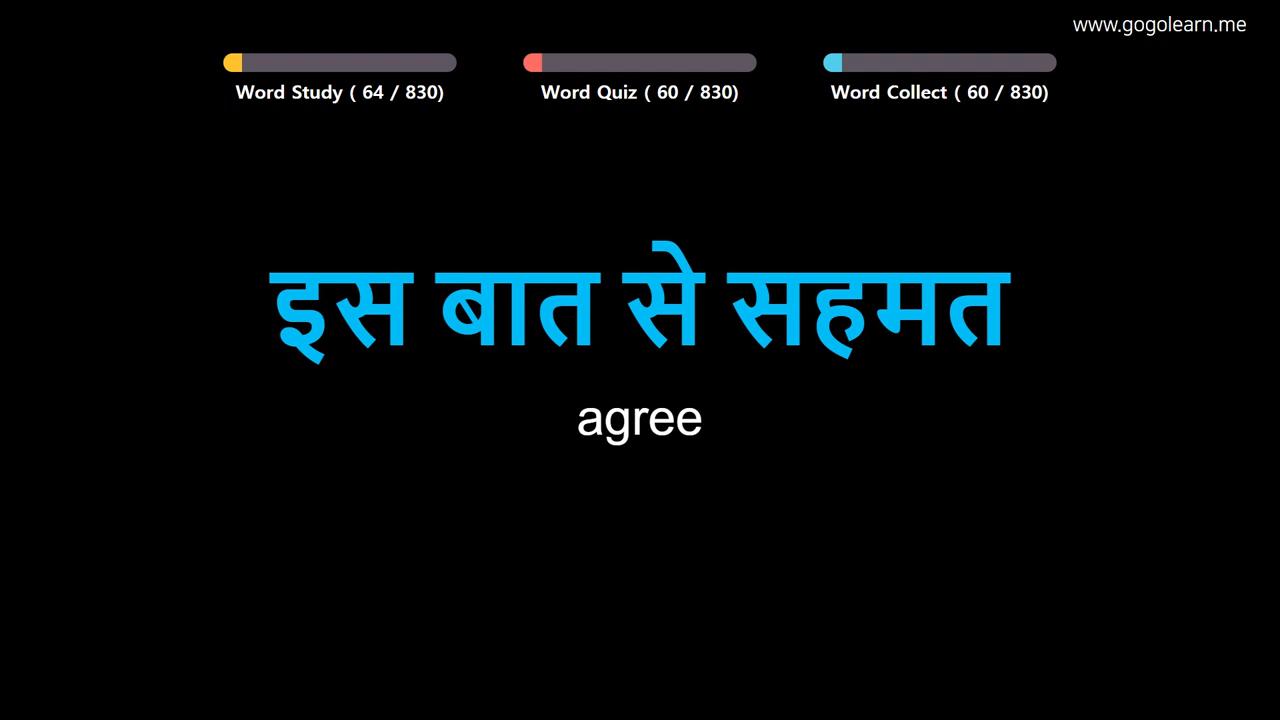 www.gogolearn.me
Word Study ( 64 / 830)
Word Quiz ( 60 / 830)
Word Collect ( 60 / 830)
इस बात से सहमत
agree